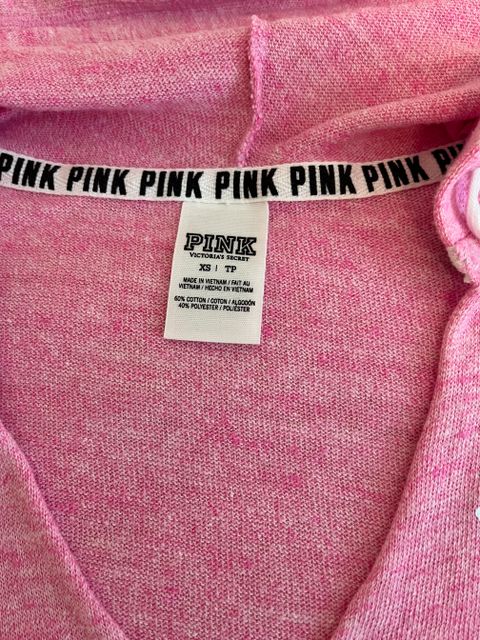 PINK PINK PINK PINK PINK PINK PINK
PINK
VICTORIA'S SECRET
XS | TP
MADE IN VIETNAM / FAIT AU
VIETNAM / HECHO EN VIETNAM
60% COTTON / COTON / ALGODÓN
40% POLYESTER / POLIÉSTER